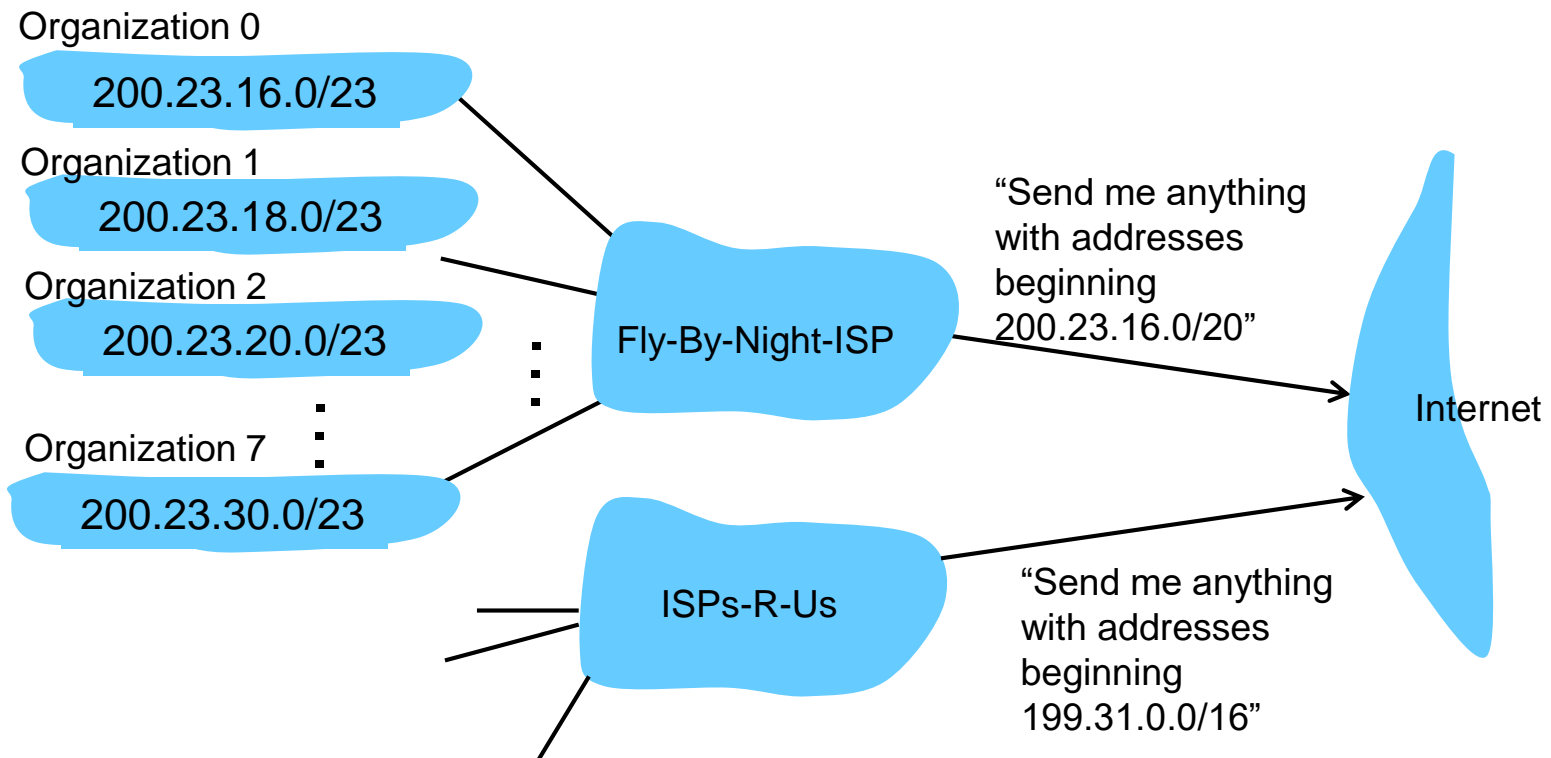 Organization 0
200.23.16.0/23
Organization 1
200.23.18.0/23
Organization 2
200.23.20.0/23
Organization 7
200.23.30.0/23
Fly-By-Night-ISP
“Send me anything
with addresses
beginning
200.23.16.0/20”
Internet
ISPs-R-Us
“Send me anything
with addresses
beginning
199.31.0.0/16”